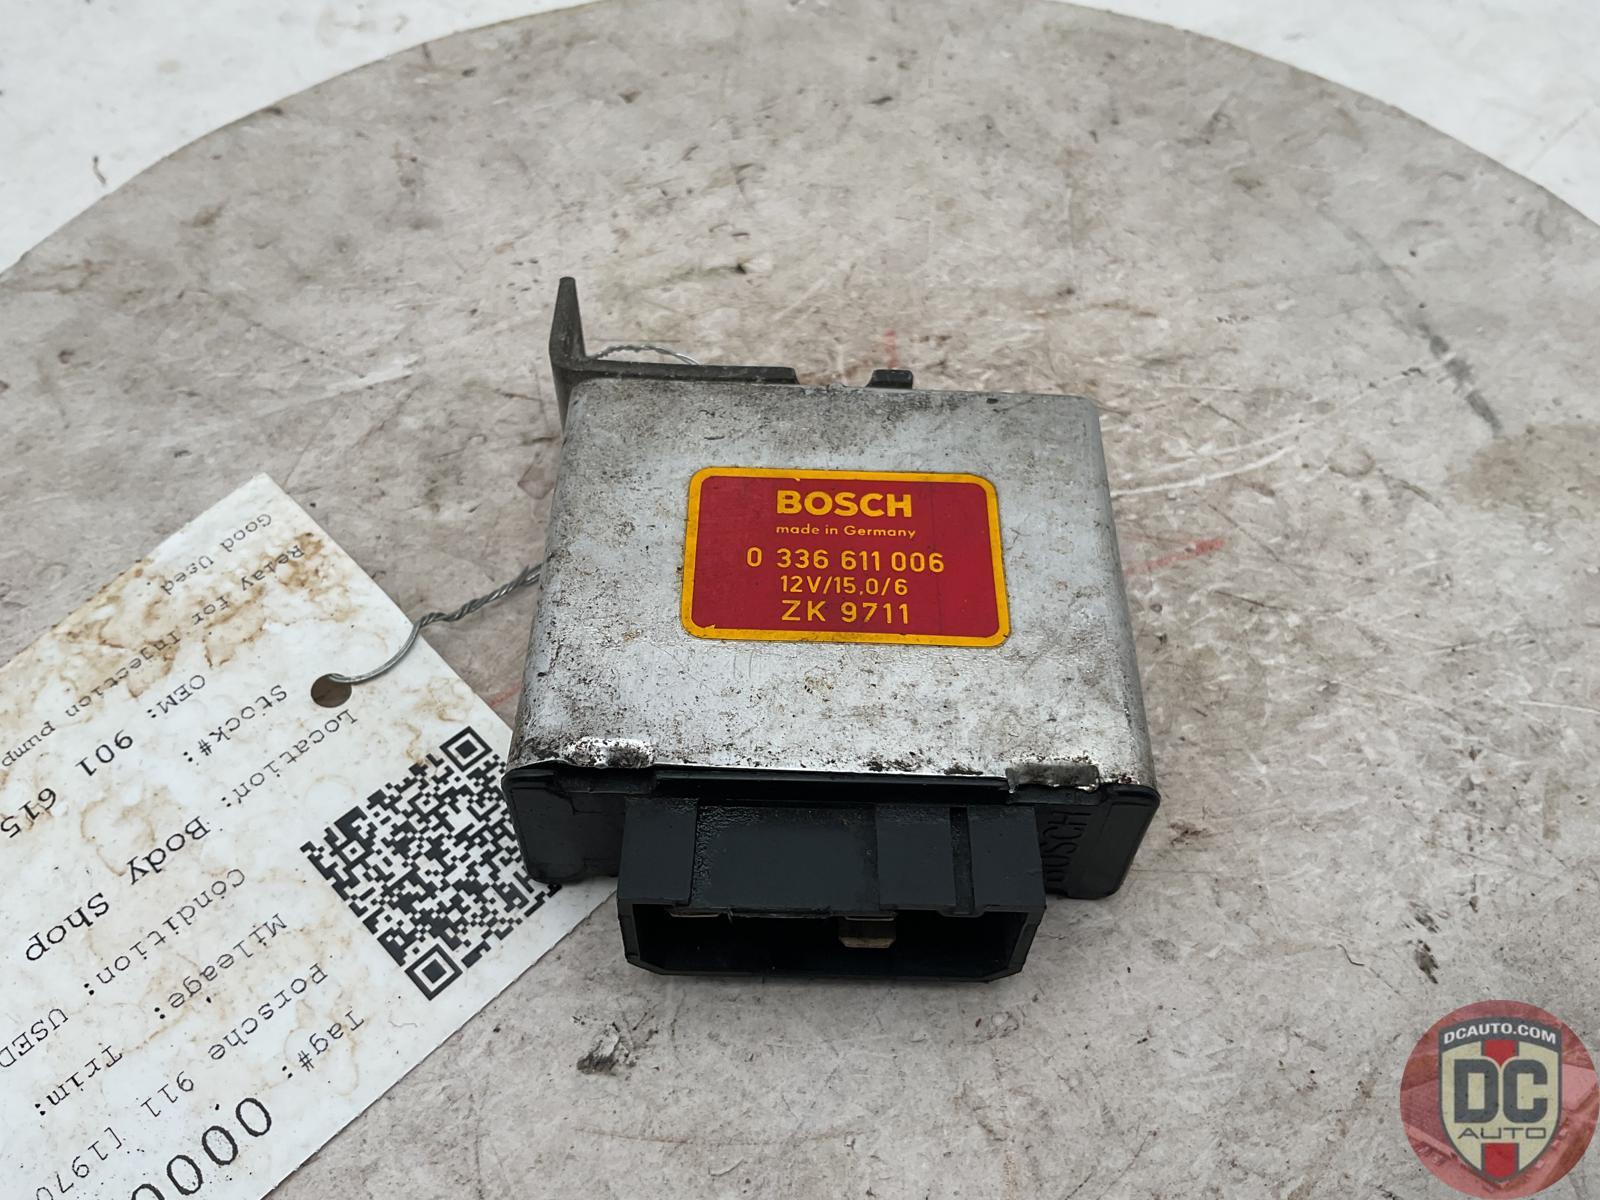 BOSCH
made in Germany
0 336 611 006
12V/15,0/6
ZK 9711
BOSCH
Tag#: 0000
Porsche 911 [1970
Mileage: Trim:
Condition: USED
Location: Body Shop
Stock#:
OEM: 901 615
Relay for Injection pump
Good Used.
DCAUTO.COM
DC
AUTO